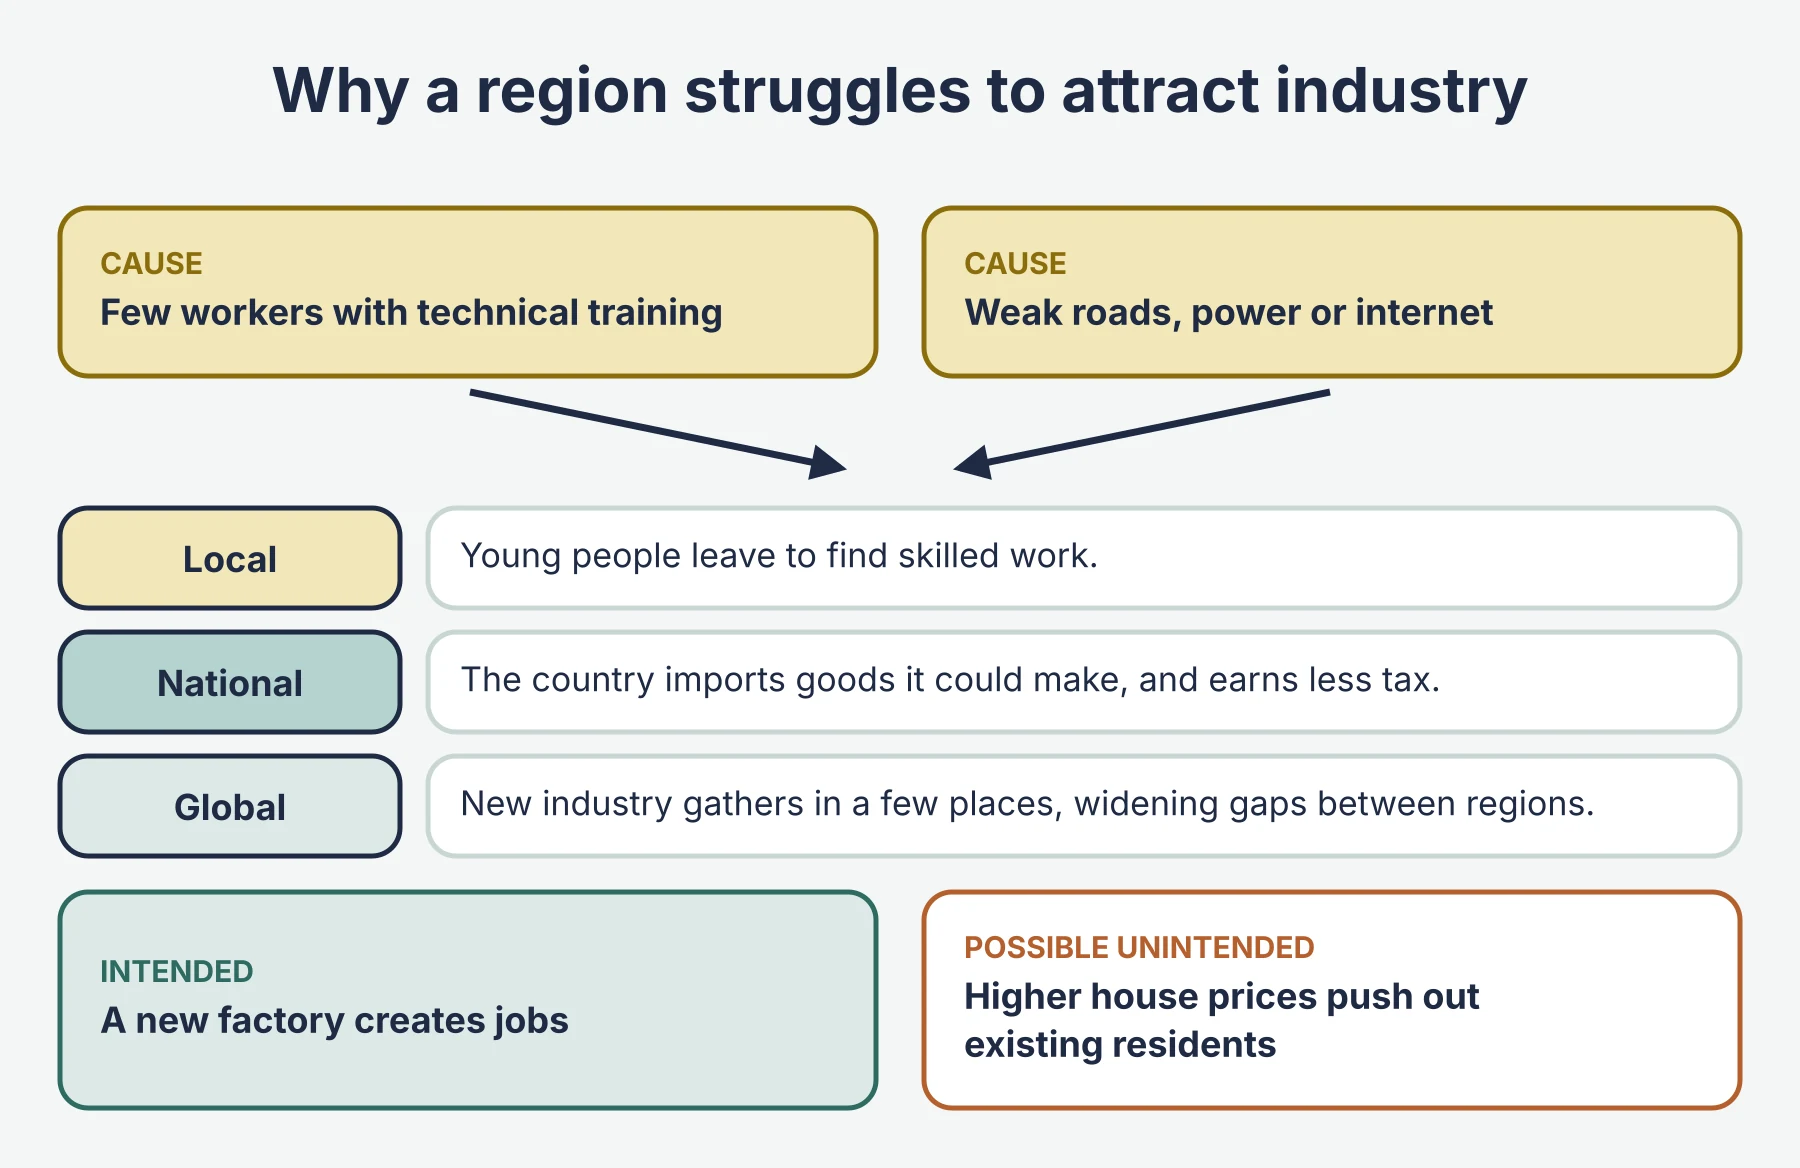 Why a region struggles to attract industry
CAUSE
Few workers with technical training
CAUSE
Weak roads, power or internet
Local
Young people leave to find skilled work.
National
The country imports goods it could make, and earns less tax.
Global
New industry gathers in a few places, widening gaps between regions.
INTENDED
A new factory creates jobs
POSSIBLE UNINTENDED
Higher house prices push out
existing residents